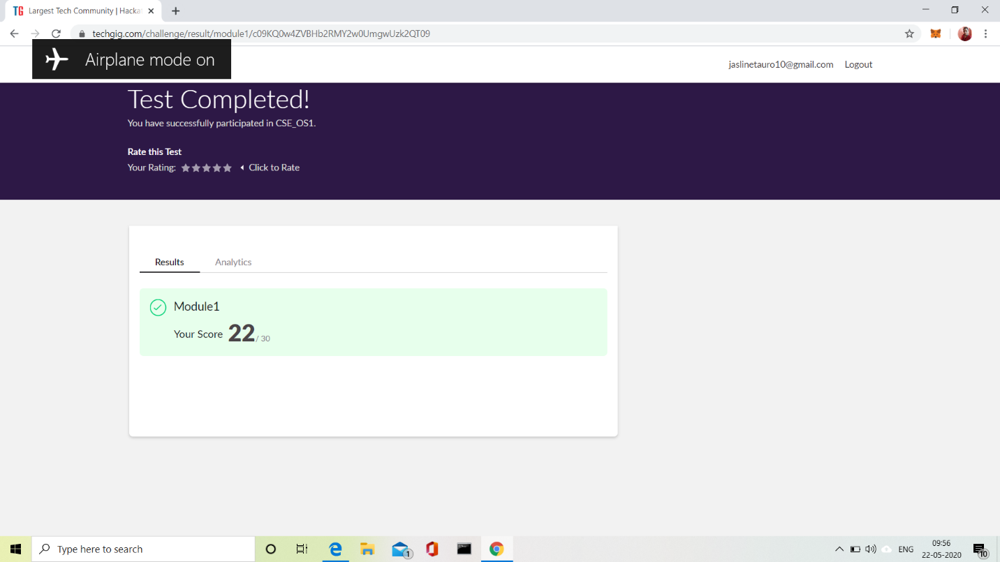 TG Largest Tech Community | Hacka
techgig.com/challenge/result/module1/c09KQ0w4ZVBHb2RMY2w0UmgwUzk2QT09
Airplane mode on
jaslinetauro10@gmail.com Logout
Test Completed!
You have successfully participated in CSE_OS1.
Rate this Test
Your Rating: Click to Rate
Results Analytics
Module1
Your Score 22 / 30
Type here to search
1
ENG
09:56
22-05-2020
10